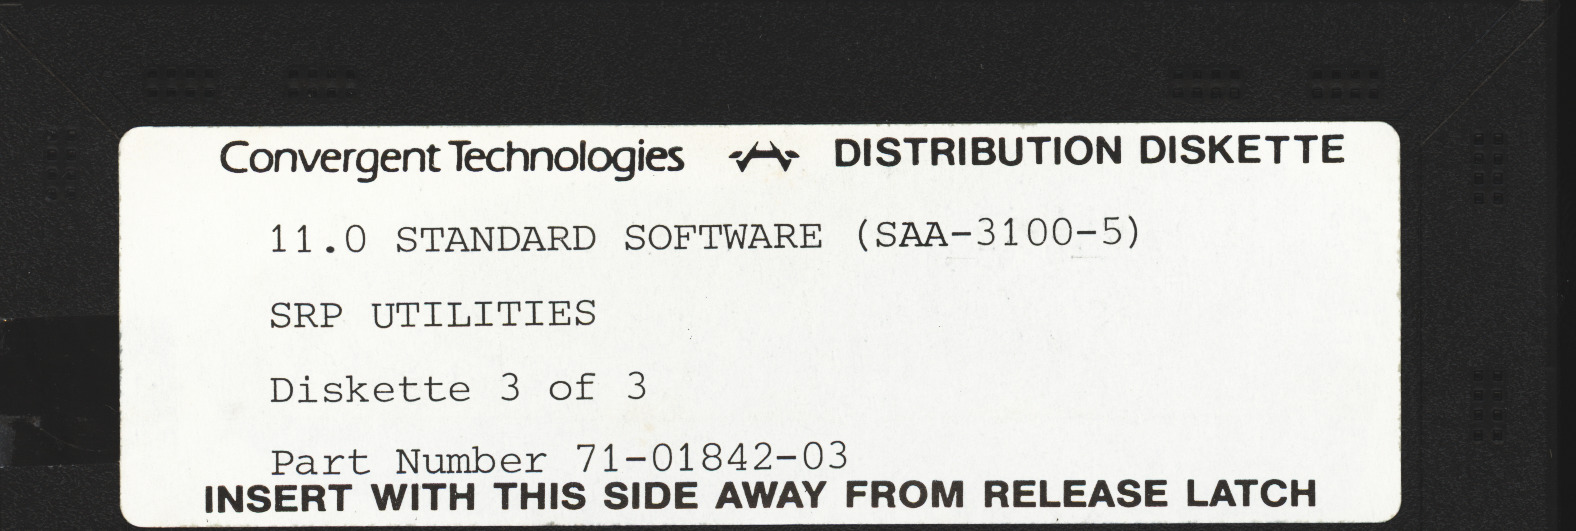 Convergent Technologies DISTRIBUTION DISKETTE
11.0 STANDARD SOFTWARE (SAA-3100-5)
SRP UTILITIES
Diskette 3 of 3
Part Number 71-01842-03
INSERT WITH THIS SIDE AWAY FROM RELEASE LATCH